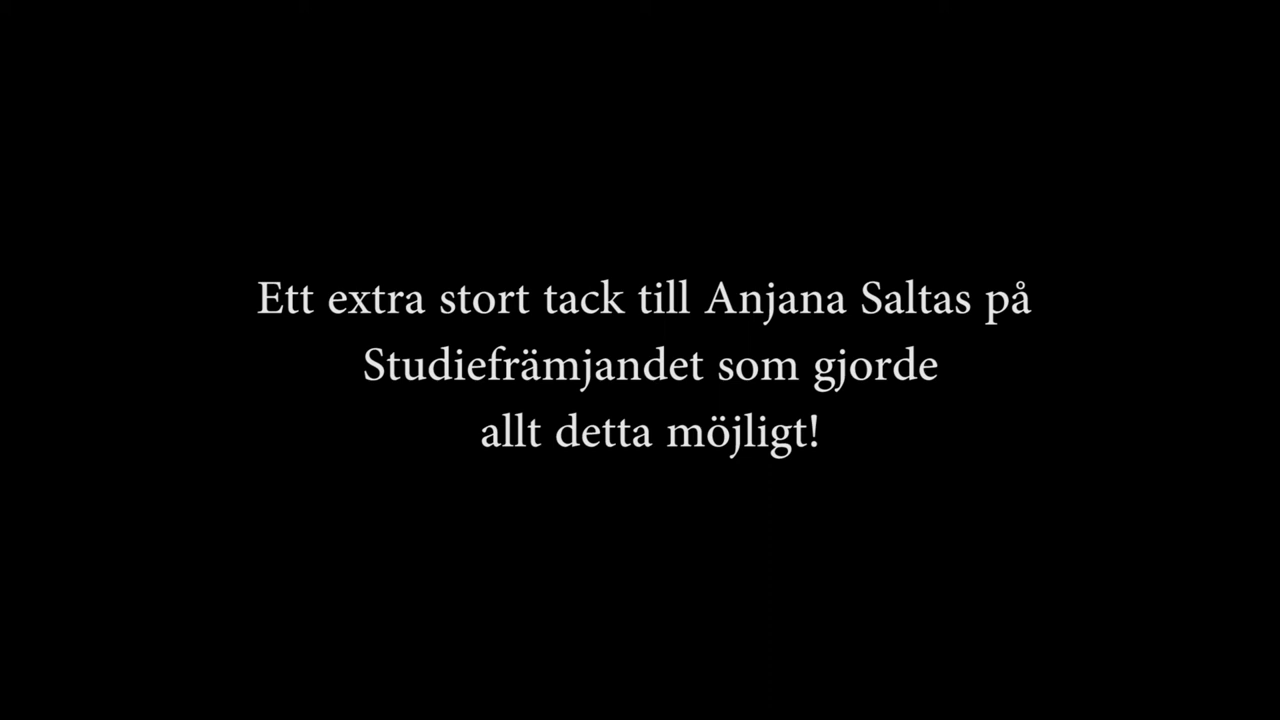 Ett extra stort tack till Anjana Saltas på
Studiefrämjandet som gjorde
allt detta möjligt!